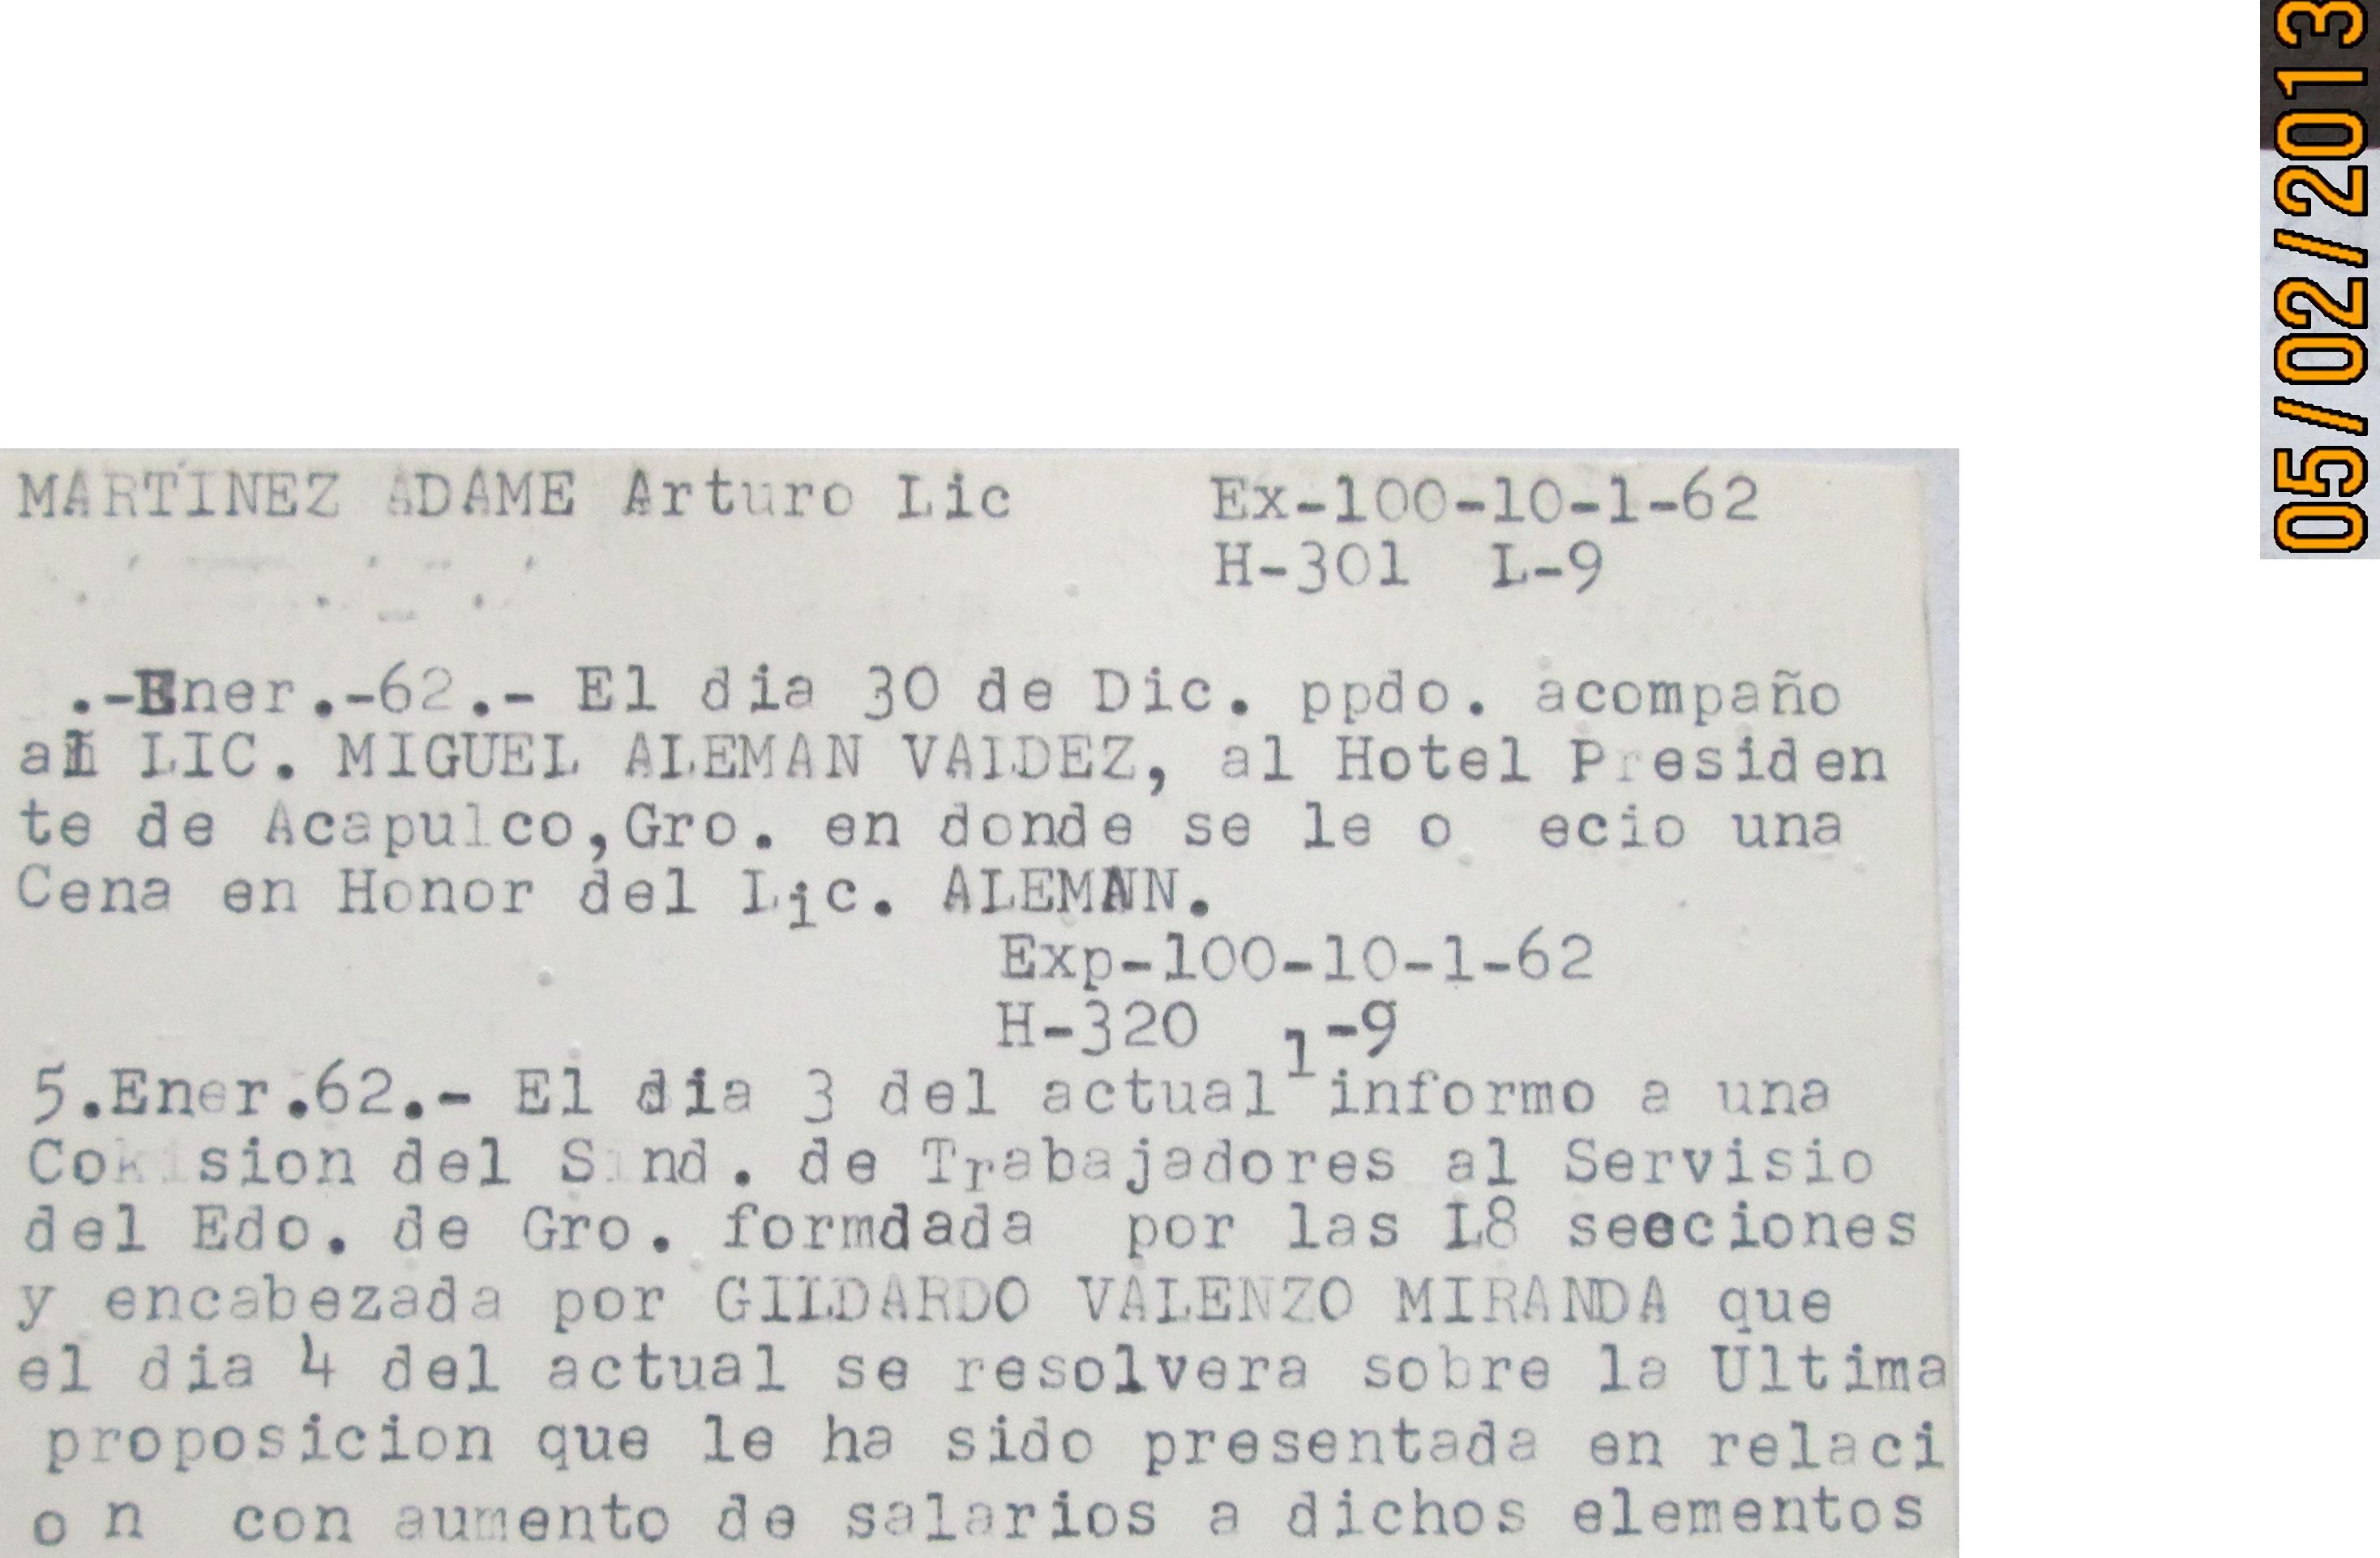 MARTINEZ ADAME Arturo Lic Ex-100-10-1-62
H-301 L-9
.-Ener.-62.- El dia 30 de Dic. ppdo. acompaño
al LIC. MIGUEL ALEMAN VALDEZ, al Hotel Presiden
te de Acapulco,Gro. en donde se le o ecio una
Cena en Honor del Lic. ALEMAN.
Exp-100-10-1-62
H-320 l-9
5.Ener.62.- El dia 3 del actual informo a una
Cokision del Sind. de Trabajadores al Servisio
del Edo. de Gro. formdada por las L8 seecciones
y encabezada por GILDARDO VALENZO MIRANDA que
el dia 4 del actual se resolvera sobre la Ultima
proposicion que le ha sido presentada en relaci
o n con aumento de salarios a dichos elementos
05/02/2013